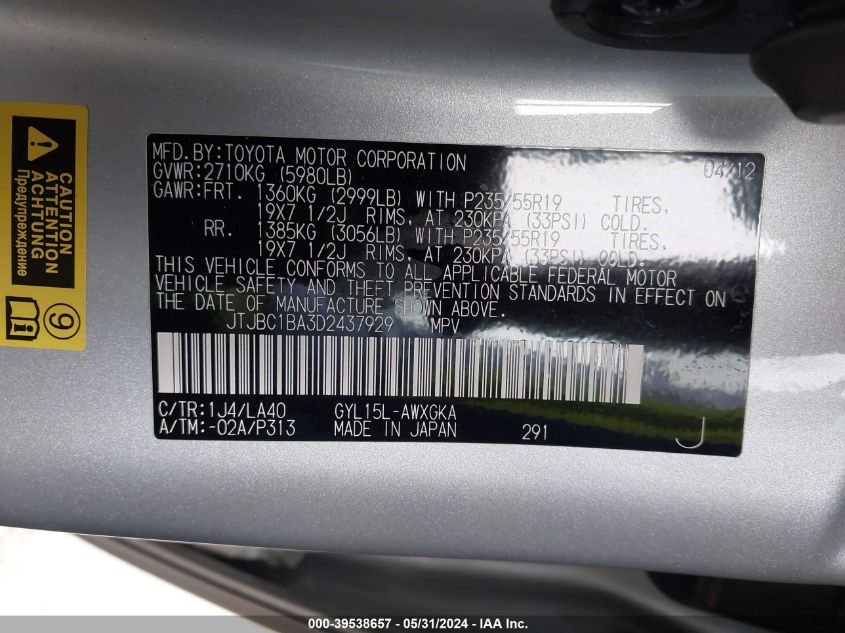 MFD.BY:TOYOTA MOTOR CORPORATION 04/12
GVWR:2710KG (5980LB)
GAWR:FRT. 1360KG (2999LB) WITH P235/55R19 TIRES,
19X7 1/2J RIMS, AT 230KPA (33PSI) COLD.
RR. 1385KG (3056LB) WITH P235/55R19 TIRES,
19X7 1/2J RIMS, AT 230KPA (33PSI) COLD.
THIS VEHICLE CONFORMS TO ALL APPLICABLE FEDERAL MOTOR
VEHICLE SAFETY AND THEFT PREVENTION STANDARDS IN EFFECT ON
THE DATE OF MANUFACTURE SHOWN ABOVE.
JTJBC1BA3D2437929 MPV
C/TR:1J4/LA40 GYL15L-AWXGKA
A/TM:-02A/P313 MADE IN JAPAN 291 J
CAUTION
Предупреждение
9
000-39538657 - 05/31/2024 - IAA Inc.